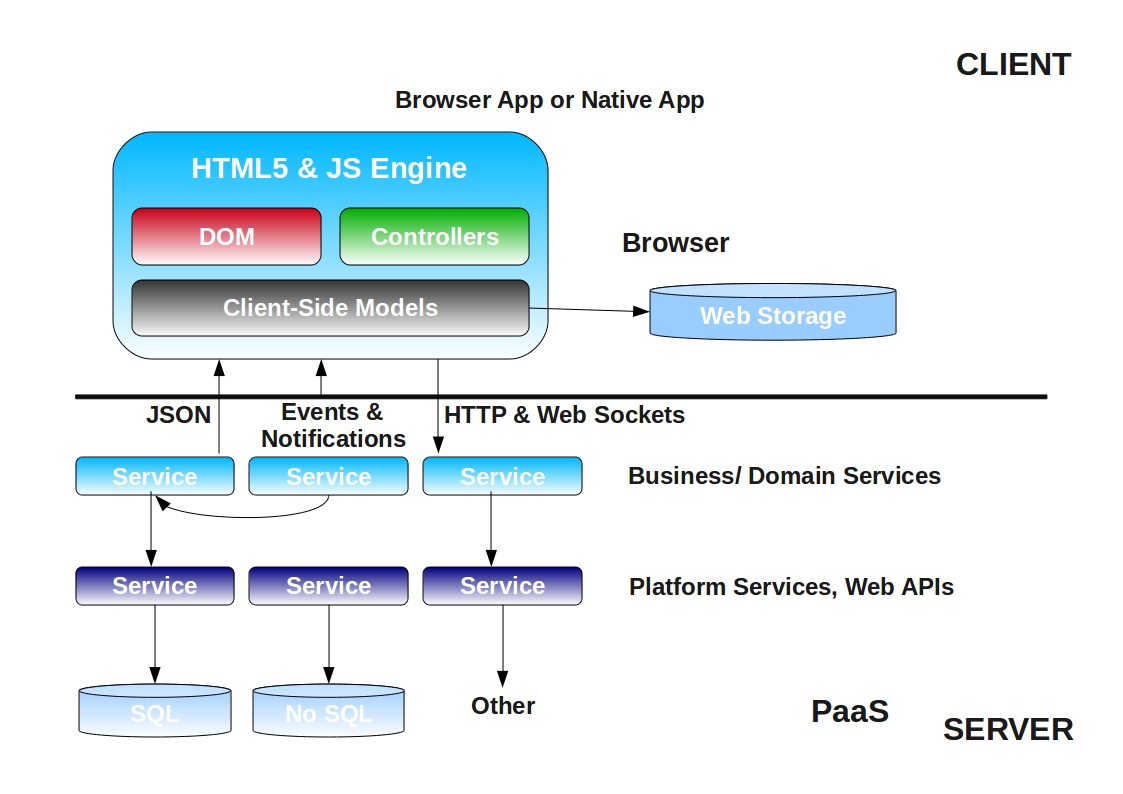 CLIENT
Browser App or Native App
HTML5 & JS Engine
DOM
Controllers
Browser
Client-Side Models
Web Storage
JSON
Events &
Notifications
HTTP & Web Sockets
Service
Service
Service
Business/ Domain Services
Service
Service
Service
Platform Services, Web APIs
SQL
No SQL
Other
PaaS
SERVER